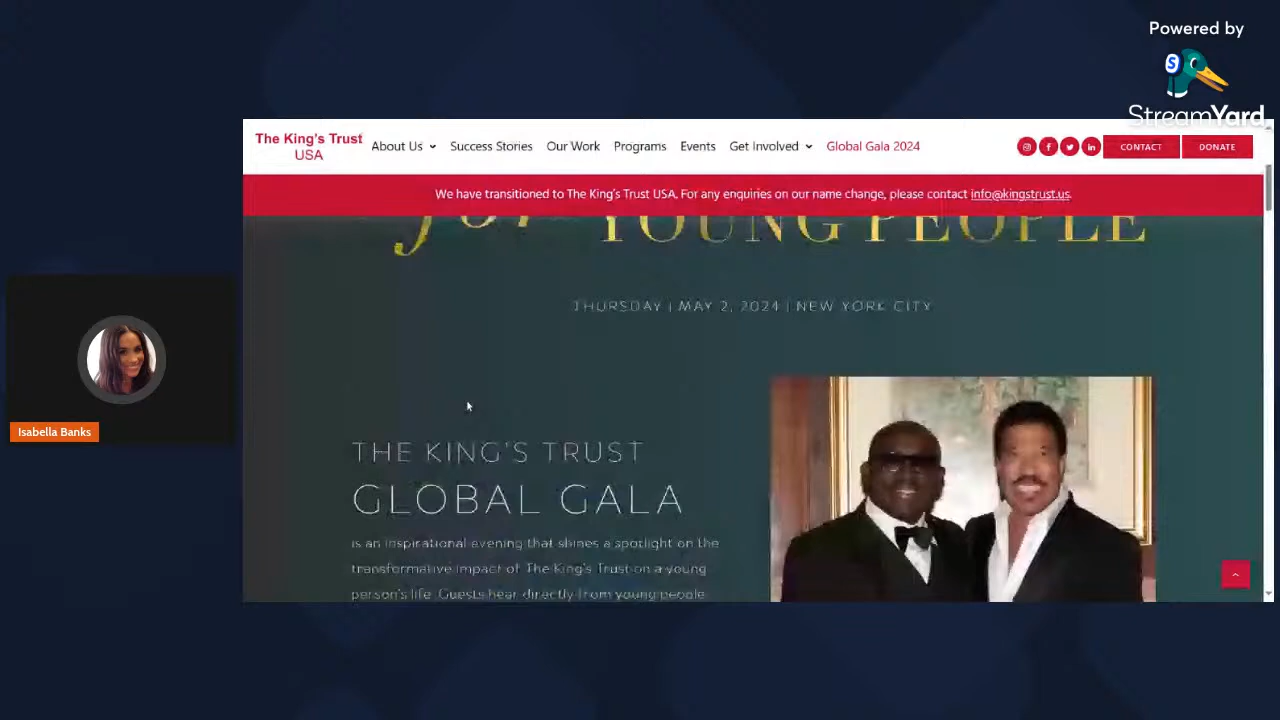 Powered by
S
StreamYard
The King's Trust
USA
About Us
Success Stories
Our Work
Programs
Events
Get Involved
Global Gala 2024
CONTACT
DONATE
We have transitioned to The King's Trust USA. For any enquiries on our name change, please contact info@kingstrust.us.
for YOUNG PEOPLE
THURSDAY | MAY 2, 2024 | NEW YORK CITY
THE KING'S TRUST
GLOBAL GALA
is an inspirational evening that shines a spotlight on the
transformative impact of The King's Trust on a young
person's life. Guests hear directly from young people
Isabella Banks